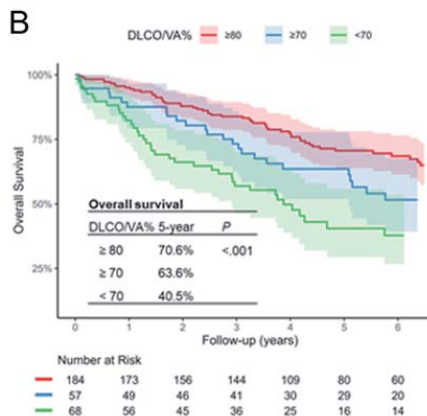 B
DLCO/VA% ≥80 ≥70 <70
100%
75%
50%
25%
Overall Survival
Overall survival
DLCO/VA% 5-year P
≥ 80 70.6% <.001
≥ 70 63.6%
< 70 40.5%
0 1 2 3 4 5 6
Follow-up (years)
Number at Risk
184 173 156 144 109 80 60
57 49 46 41 30 29 20
68 56 45 36 25 16 14